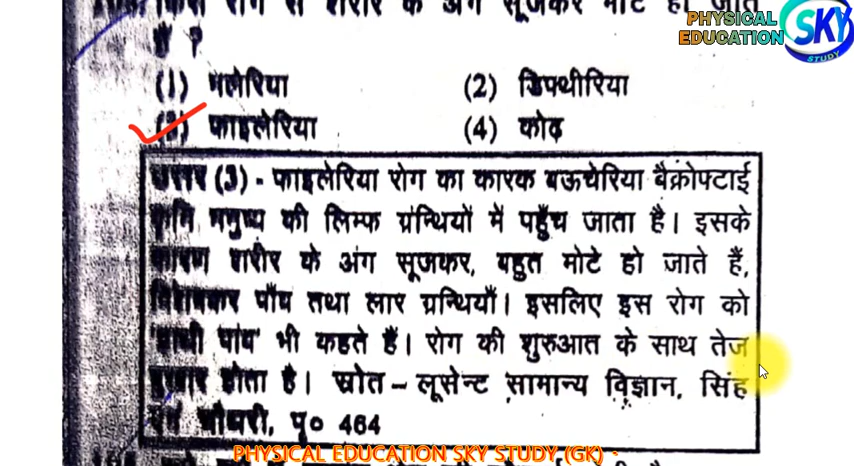 किस रोग से शरीर के अंग सूजकर मोटे हो जाते
हैं ?
PHYSICAL
EDUCATION
SKY
STUDY
(1) मलेरिया (2) डिफ्थीरिया
(3) फाइलेरिया (4) कोढ़
उत्तर (3) - फाइलेरिया रोग का कारक बऊचेरिया बैक्रोफ्टाई
कृमि मनुष्य की लिम्फ ग्रन्थियों में पहुँच जाता है। इसके
कारण शरीर के अंग सूजकर, बहुत मोटे हो जाते हैं,
विशेषकर पाँव तथा लार ग्रन्थियाँ। इसलिए इस रोग को
'हाथी पांव' भी कहते हैं। रोग की शुरुआत के साथ तेज
बुखार होता है। स्रोत – लूसेन्ट सामान्य विज्ञान, सिंह
एवं चौधरी, पृ० 464
PHYSICAL EDUCATION SKY STUDY (GK)